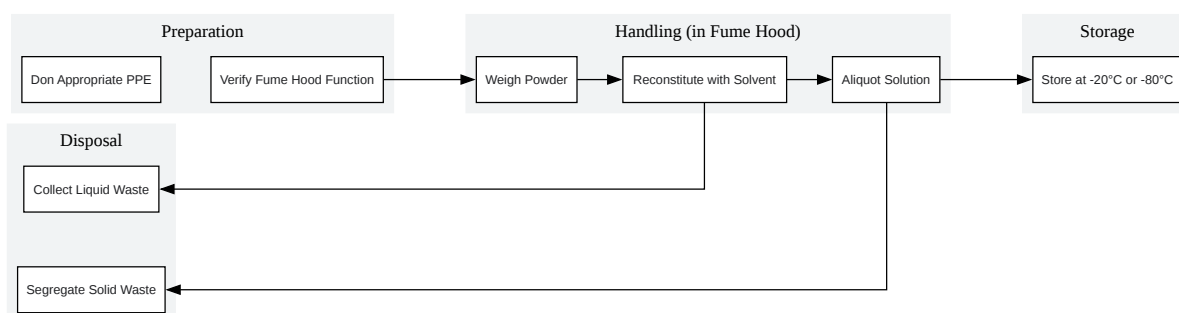 Preparation
Handling (in Fume Hood)
Storage
Don Appropriate PPE
Verify Fume Hood Function
Weigh Powder
Reconstitute with Solvent
Aliquot Solution
Store at -20°C or -80°C
Disposal
Collect Liquid Waste
Segregate Solid Waste